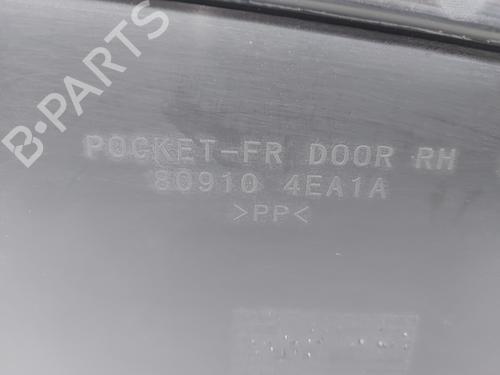 B-PARTS
POCKET-FR DOOR RH
80910 4EA1A
>PP<